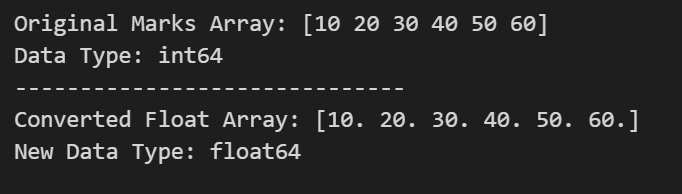 Original Marks Array: [10 20 30 40 50 60]
Data Type: int64
------------------------------
Converted Float Array: [10. 20. 30. 40. 50. 60.]
New Data Type: float64